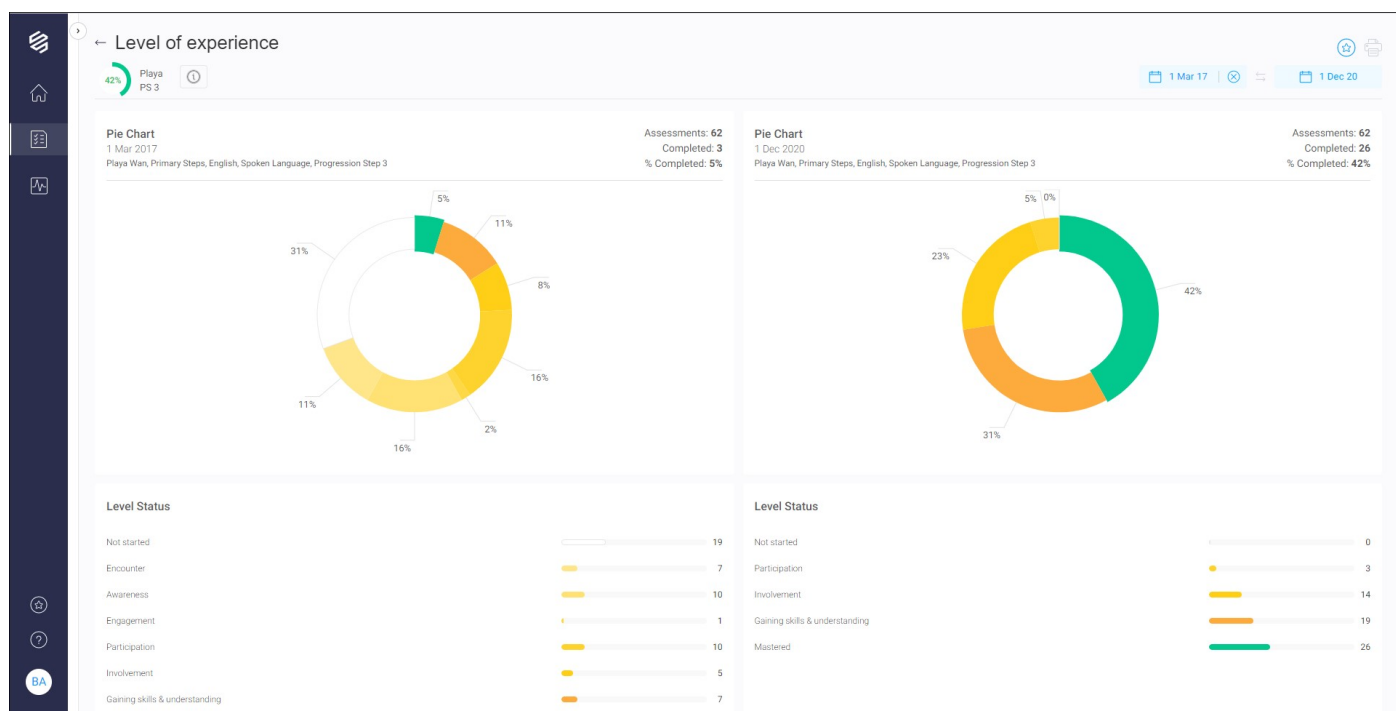 ← Level of experience
42%
Playa
PS 3
1 Mar 17
1 Dec 20
Pie Chart
1 Mar 2017
Playa Wan, Primary Steps, English, Spoken Language, Progression Step 3
Assessments: 62
Completed: 3
% Completed: 5%
5%
11%
8%
16%
2%
16%
11%
31%
Pie Chart
1 Dec 2020
Playa Wan, Primary Steps, English, Spoken Language, Progression Step 3
Assessments: 62
Completed: 26
% Completed: 42%
5% 0%
23%
42%
31%
Level Status
Not started 19
Encounter 7
Awareness 10
Engagement 1
Participation 10
Involvement 5
Gaining skills & understanding 7
Level Status
Not started 0
Participation 3
Involvement 14
Gaining skills & understanding 19
Mastered 26
BA